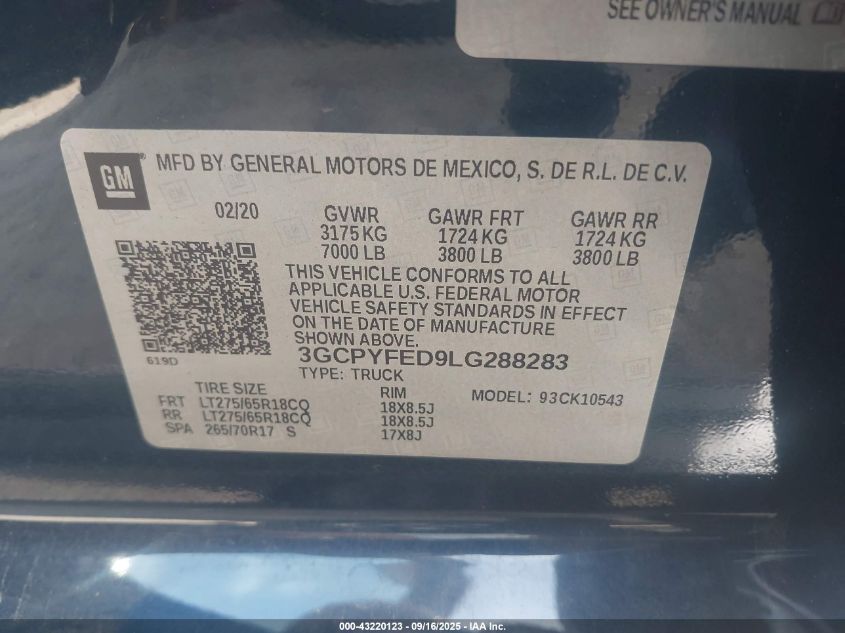 SEE OWNER'S MANUAL
GM
MFD BY GENERAL MOTORS DE MEXICO, S. DE R.L. DE C.V.
02/20 GVWR GAWR FRT GAWR RR
3175 KG 1724 KG 1724 KG
7000 LB 3800 LB 3800 LB
THIS VEHICLE CONFORMS TO ALL
APPLICABLE U.S. FEDERAL MOTOR
VEHICLE SAFETY STANDARDS IN EFFECT
ON THE DATE OF MANUFACTURE
SHOWN ABOVE.
619D
3GCPYFED9LG288283
TYPE: TRUCK
TIRE SIZE RIM MODEL: 93CK10543
FRT LT275/65R18CQ 18X8.5J
RR LT275/65R18CQ 18X8.5J
SPA 265/70R17 S 17X8J
000-43220123 - 09/16/2025 - IAA Inc.